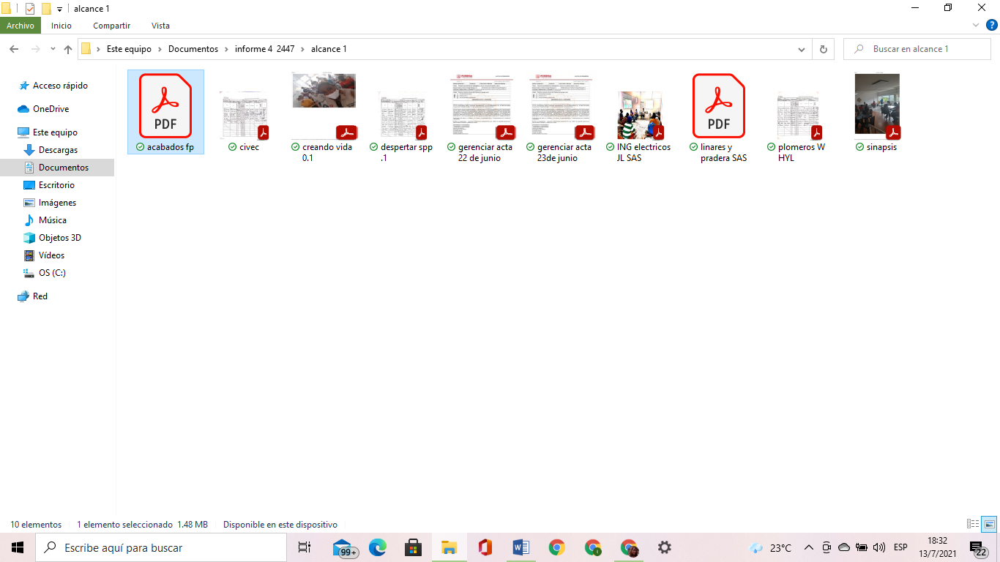 alcance 1
Archivo Inicio Compartir Vista
Este equipo Documentos informe 4 2447 alcance 1
Buscar en alcance 1
Acceso rápido
OneDrive
Este equipo
Descargas
Documentos
Escritorio
Imágenes
Música
Objetos 3D
Vídeos
OS (C:)
Red
PDF
PDF
acabados fp
civec
creando vida
0.1
despertar spp
.1
gerenciar acta
22 de junio
gerenciar acta
23de junio
ING electricos
JL SAS
linares y
pradera SAS
plomeros W
HYL
sinapsis
10 elementos 1 elemento seleccionado 1.48 MB Disponible en este dispositivo
Escribe aquí para buscar
99+
23°C
ESP
18:32
13/7/2021
22